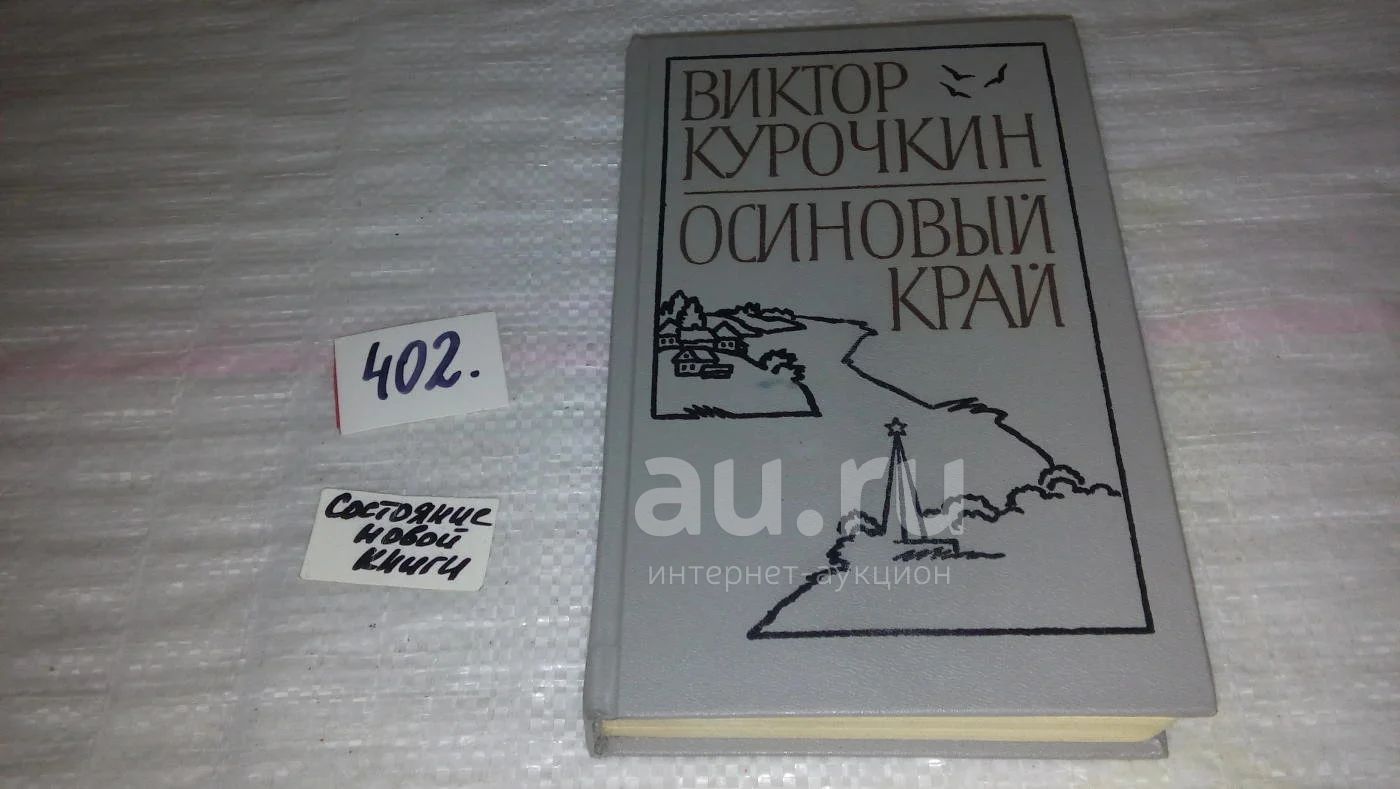 ВИКТОР
КУРОЧКИН
ОСИНОВЫЙ
КРАЙ
402.
Состояние
новой
книги
au.ru
интернет-аукцион